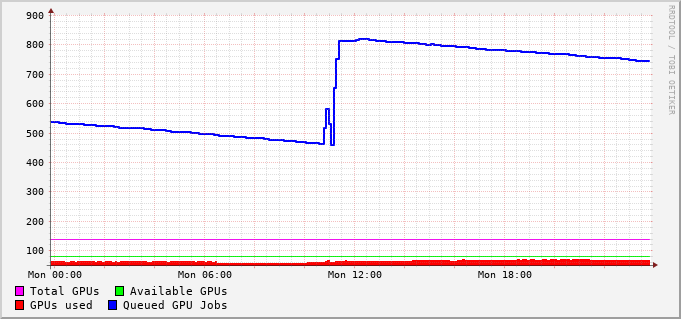 900
800
700
600
500
400
300
200
100
Mon 00:00 Mon 06:00 Mon 12:00 Mon 18:00
Total GPUs Available GPUs
GPUs used Queued GPU Jobs
RRDTOOL / TOBI OETIKER